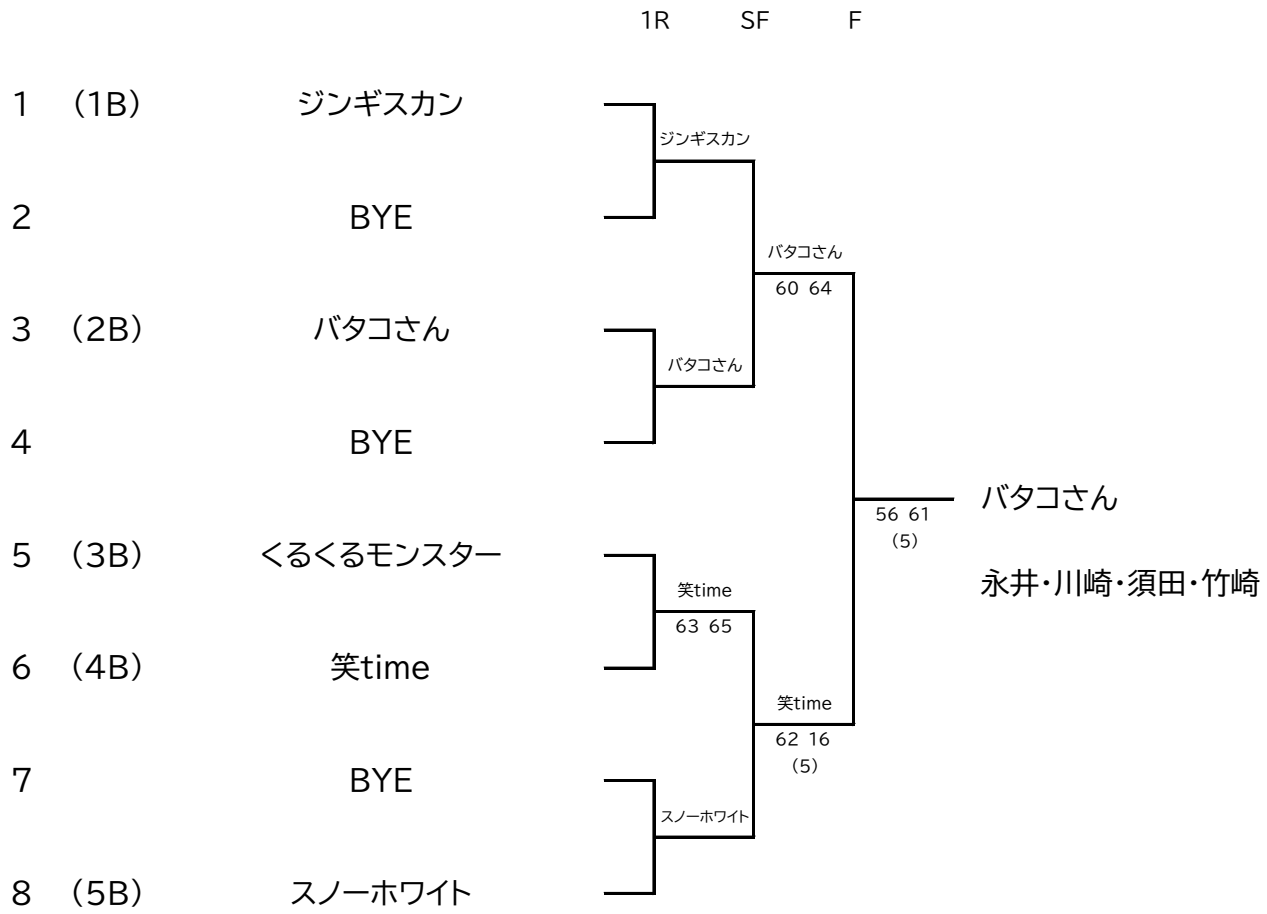 1R SF F
1 (1B) ジンギスカン
ジンギスカン
2 BYE
バタコさん
60 64
3 (2B) バタコさん
バタコさん
4 BYE
バタコさん
56 61
(5)
永井・川崎・須田・竹崎
5 (3B) くるくるモンスター
笑time
63 65
6 (4B) 笑time
笑time
62 16
(5)
7 BYE
スノーホワイト
8 (5B) スノーホワイト